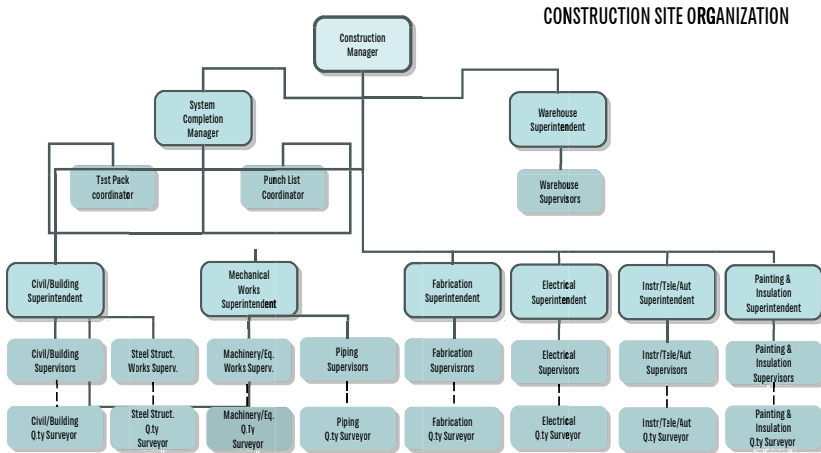 CONSTRUCTION SITE ORGANIZATION
Construction
Manager
System
Completion
Manager
Warehouse
Superintendent
Test Pack
coordinator
Punch List
Coordinator
Warehouse
Supervisors
Civil/Building
Superintendent
Mechanical
Works
Superintendent
Fabrication
Superintendent
Electrical
Superintendent
Instr/Tele/Aut
Superintendent
Painting &
Insulation
Superintendent
Civil/Building
Supervisors
Steel Struct.
Works Superv.
Machinery/Eq.
Works Superv.
Piping
Supervisors
Fabrication
Supervisrors
Electrical
Supervisors
Instr/Tele/Aut
Supervisors
Painting &
Insulation
Supervisors
Civil/Building
Q.ty Surveyor
Steel Struct.
Q.ty
Surveyor
Machinery/Eq.
Q.Ty
Surveyor
Piping
Q.ty Surveyor
Fabrication
Q.ty Surveyor
Electrical
Q.ty Surveyor
Instr/Tele/Aut
Q.ty Surveyor
Painting &
Insulation
Q.ty Surveyor